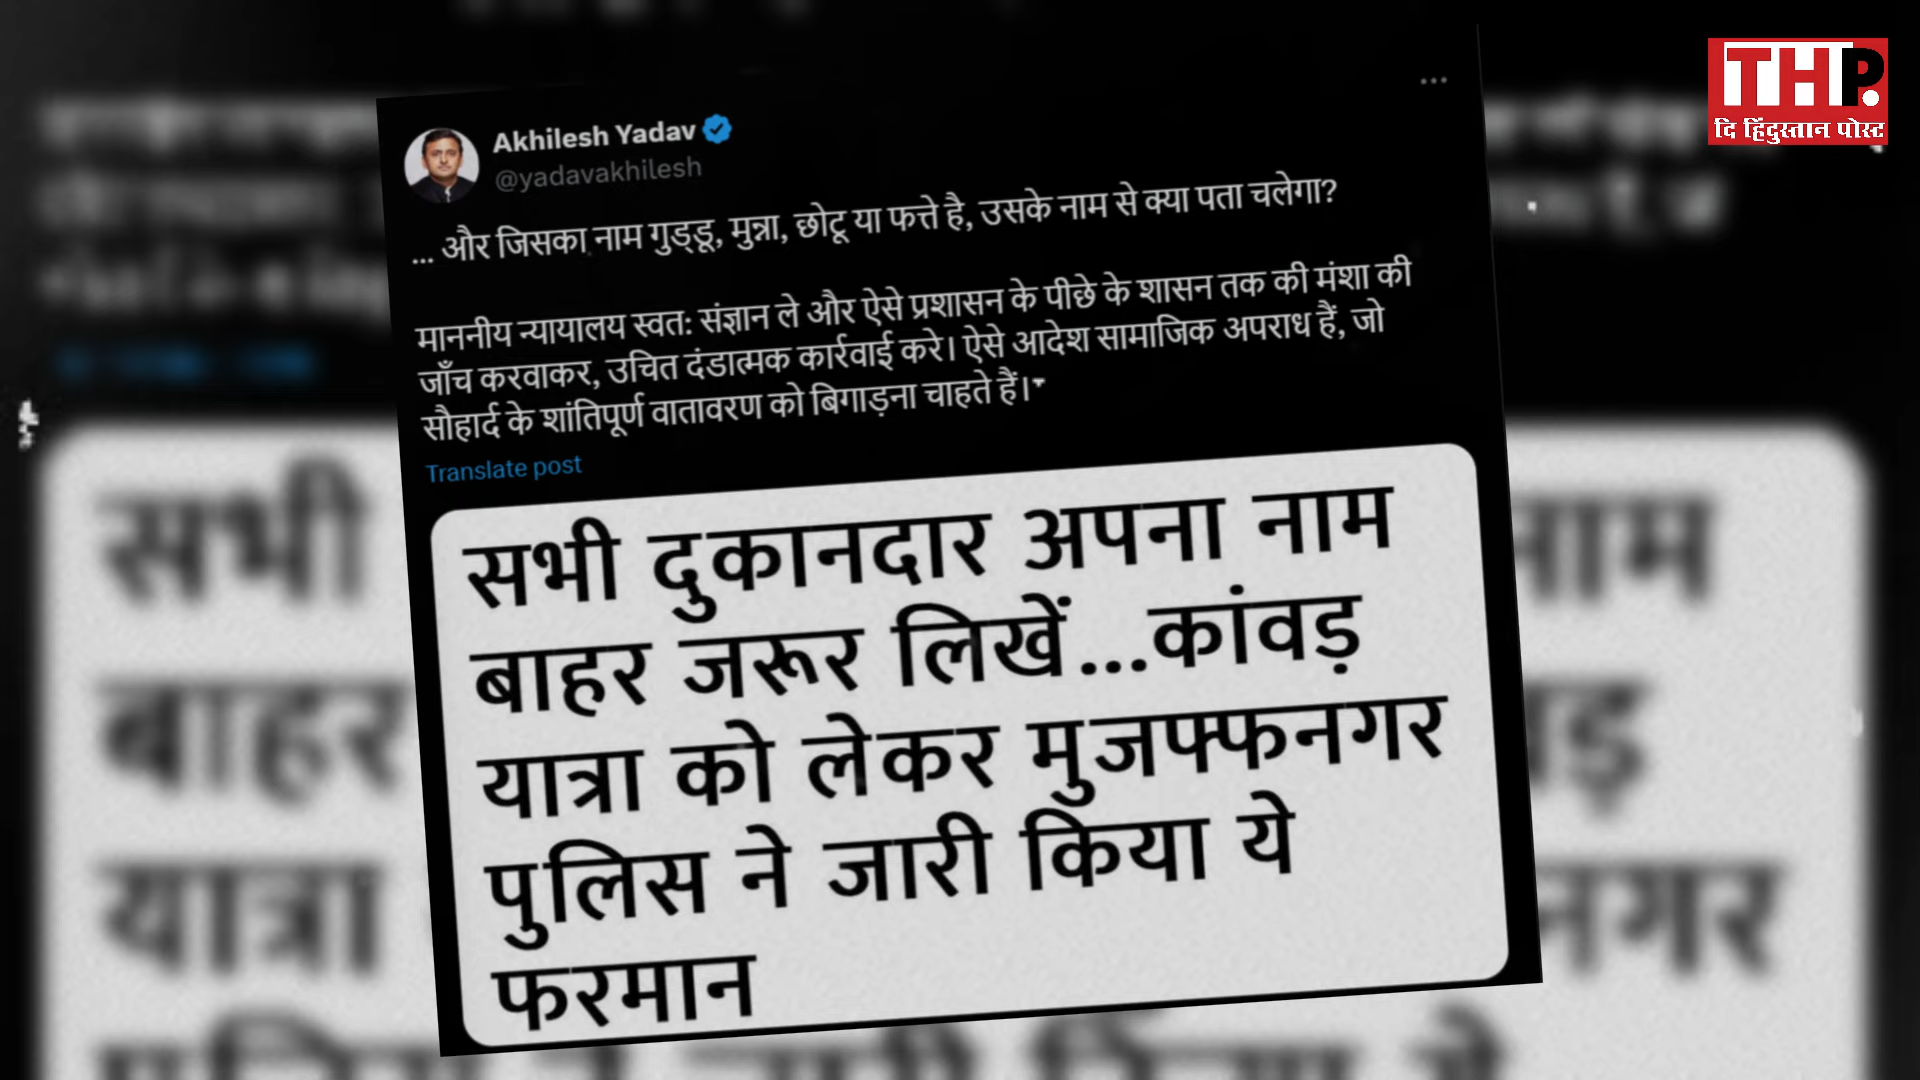 THP.
दि हिंदुस्तान पोस्ट
Akhilesh Yadav
@yadavakhilesh
... और जिसका नाम गुड्डू, मुन्ना, छोटू या फत्ते है, उसके नाम से क्या पता चलेगा?
माननीय न्यायालय स्वत: संज्ञान ले और ऐसे प्रशासन के पीछे के शासन तक की मंशा की
जाँच करवाकर, उचित दंडात्मक कार्रवाई करे। ऐसे आदेश सामाजिक अपराध हैं, जो
सौहार्द के शांतिपूर्ण वातावरण को बिगाड़ना चाहते हैं।
Translate post
सभी दुकानदार अपना नाम
बाहर जरूर लिखें...कांवड़
यात्रा को लेकर मुजफ्फनगर
पुलिस ने जारी किया ये
फरमान